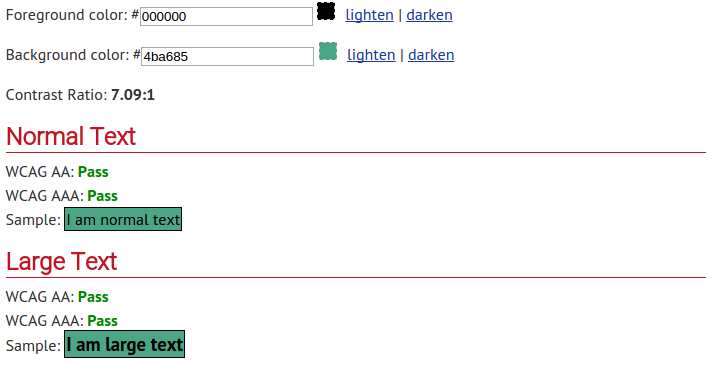 Foreground color: #000000 lighten | darken
Background color: #4ba685 lighten | darken
Contrast Ratio: 7.09:1
Normal Text
WCAG AA: Pass
WCAG AAA: Pass
Sample: I am normal text
Large Text
WCAG AA: Pass
WCAG AAA: Pass
Sample: I am large text